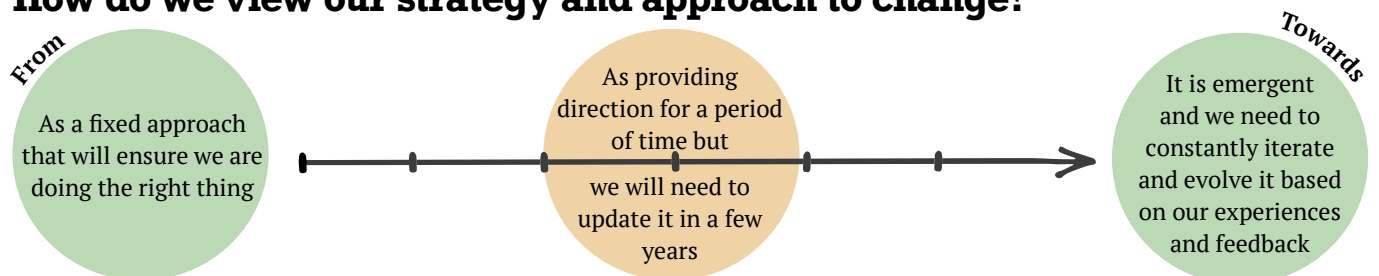 How do we view our strategy and approach to change?
From
As a fixed approach
that will ensure we are
doing the right thing
As providing
direction for a period
of time but
we will need to
update it in a few
years
Towards
It is emergent
and we need to
constantly iterate
and evolve it based
on our experiences
and feedback